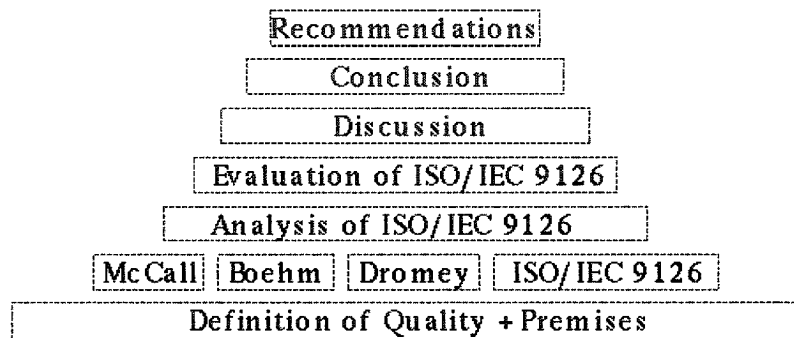 Recommendations
Conclusion
Discussion
Evaluation of ISO/IEC 9126
Analysis of ISO/IEC 9126
McCall Boehm Dromey ISO/IEC 9126
Definition of Quality + Premises